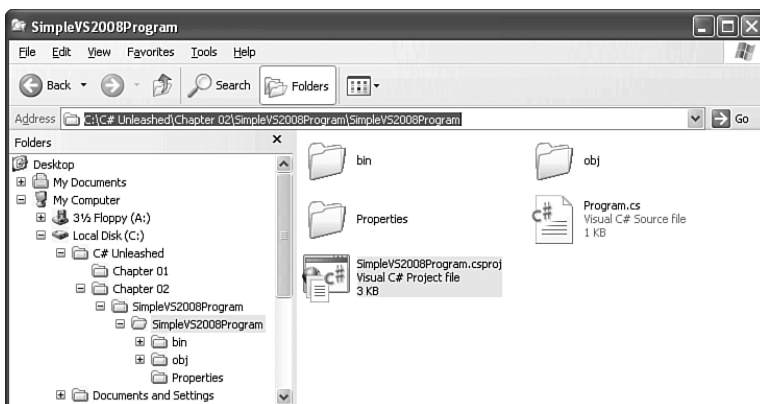 SimpleVS2008Program
File Edit View Favorites Tools Help
Back Search Folders
Address C:\C# Unleashed\Chapter 02\SimpleVS2008Program\SimpleVS2008Program Go
Folders x
Desktop
My Documents
My Computer
3½ Floppy (A:)
Local Disk (C:)
C# Unleashed
Chapter 01
Chapter 02
SimpleVS2008Program
SimpleVS2008Program
bin
obj
Properties
Documents and Settings
bin
obj
Properties
Program.cs
Visual C# Source file
1 KB
SimpleVS2008Program.csproj
Visual C# Project file
3 KB